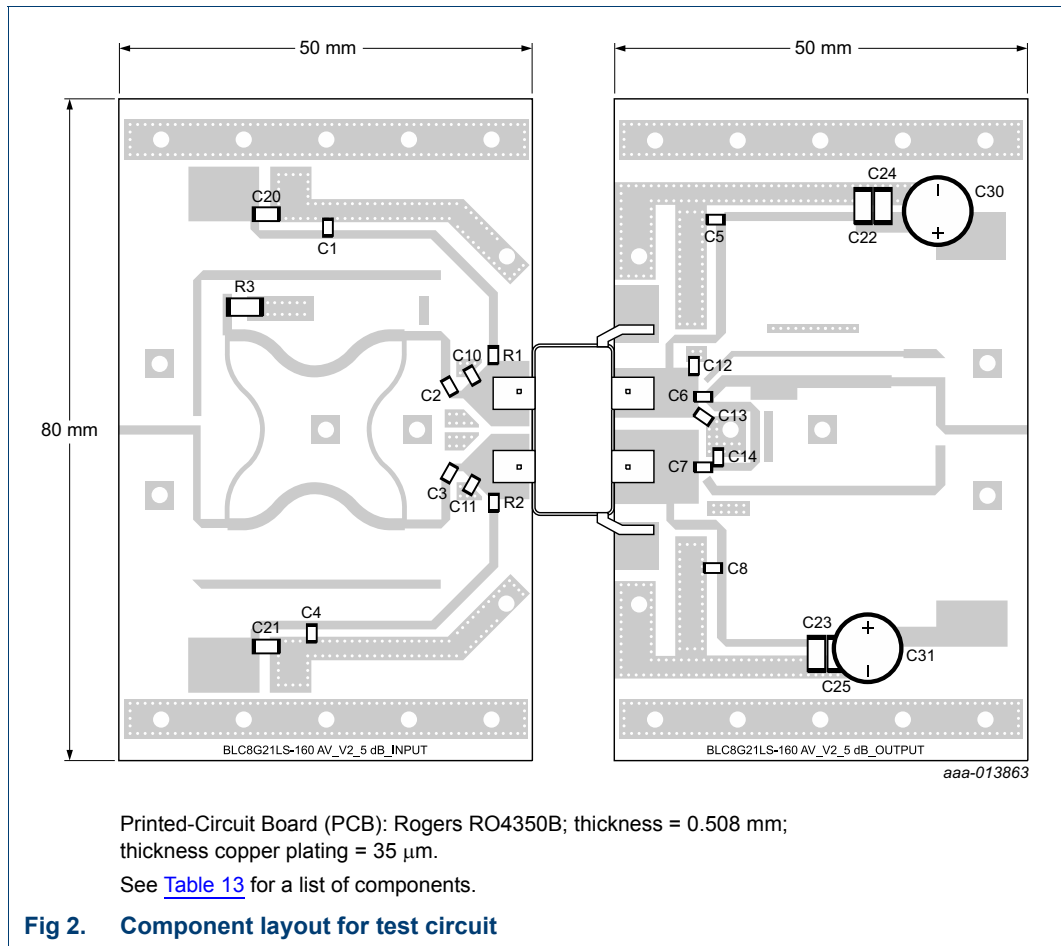 50 mm
50 mm
80 mm
C20
C1
R3
C10
R1
C2
C3
C11
R2
C4
C21
C24
C30
C5
C22
C12
C6
C13
C14
C7
C8
C23
C31
C25
BLC8G21LS-160 AV_V2_5 dB_INPUT
BLC8G21LS-160 AV_V2_5 dB_OUTPUT
aaa-013863
Printed-Circuit Board (PCB): Rogers RO4350B; thickness = 0.508 mm;
thickness copper plating = 35 μm.
See Table 13 for a list of components.
Fig 2. Component layout for test circuit